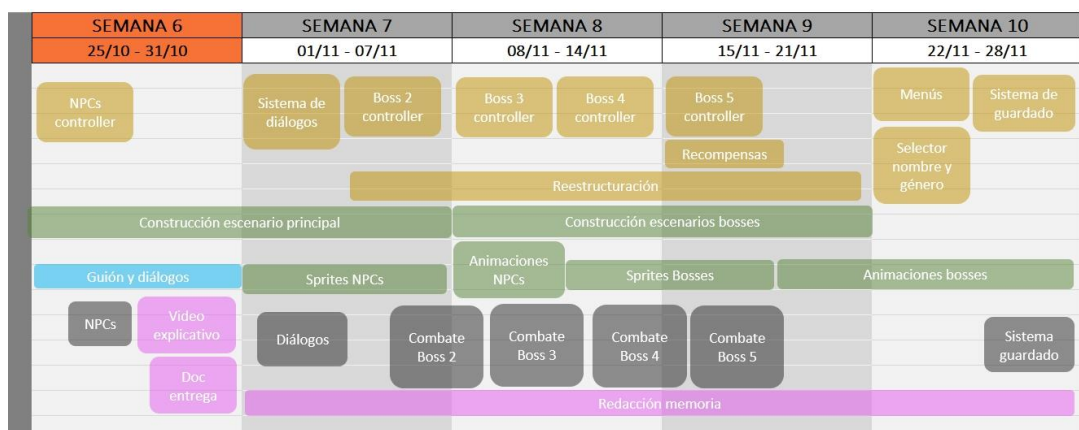 SEMANA 6
SEMANA 7
SEMANA 8
SEMANA 9
SEMANA 10
25/10 - 31/10
01/11 - 07/11
08/11 - 14/11
15/11 - 21/11
22/11 - 28/11
NPCs
controller
Sistema de
diálogos
Boss 2
controller
Boss 3
controller
Boss 4
controller
Boss 5
controller
Menús
Sistema de
guardado
Recompensas
Selector
nombre y
género
Reestructuración
Construcción escenario principal
Construcción escenarios bosses
Guión y diálogos
Sprites NPCs
Animaciones
NPCs
Sprites Bosses
Animaciones bosses
NPCs
Video
explicativo
Diálogos
Combate
Boss 2
Combate
Boss 3
Combate
Boss 4
Combate
Boss 5
Sistema
guardado
Doc
entrega
Redacción memoria